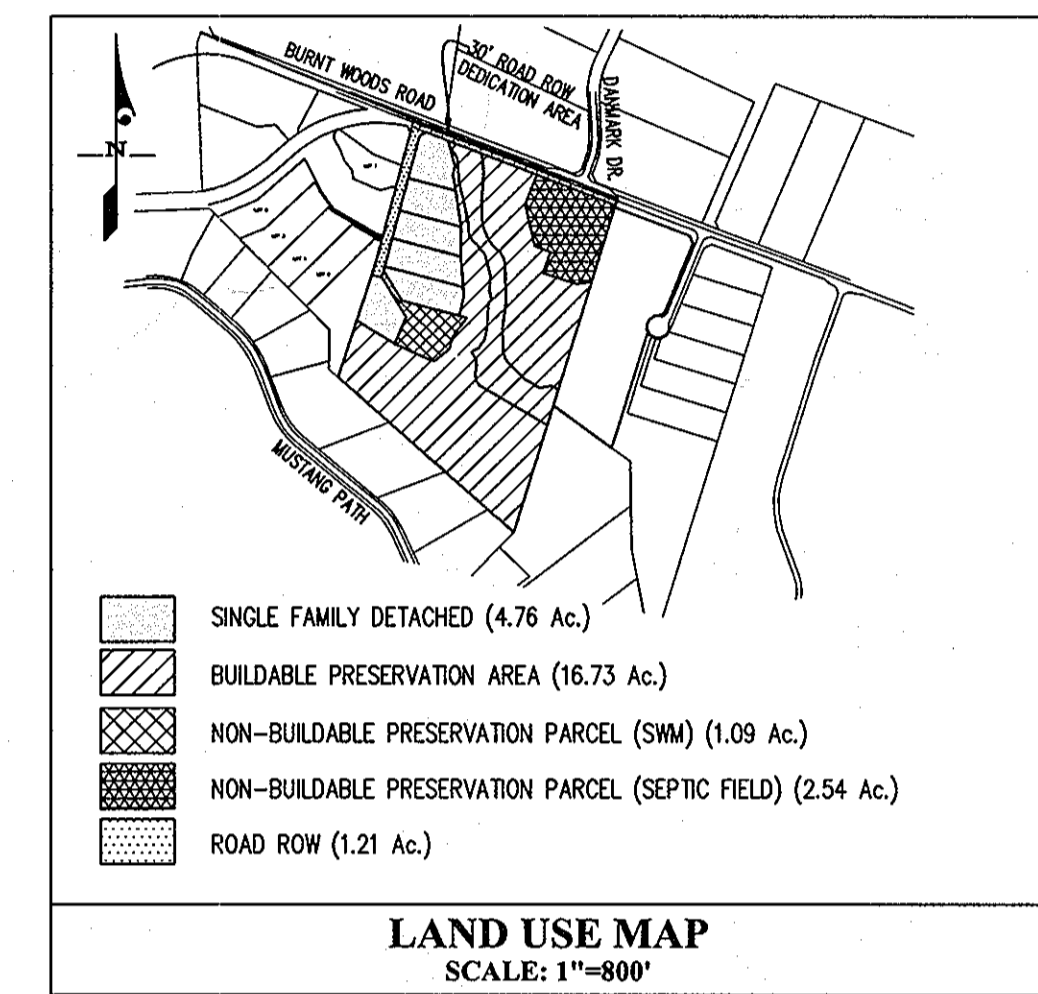 30' ROAD ROW
DEDICATION AREA
BURNT WOODS ROAD
DANMARK DR.
N
MUSTANG PATH
SINGLE FAMILY DETACHED (4.76 Ac.)
BUILDABLE PRESERVATION AREA (16.73 Ac.)
NON-BUILDABLE PRESERVATION PARCEL (SWM) (1.09 Ac.)
NON-BUILDABLE PRESERVATION PARCEL (SEPTIC FIELD) (2.54 Ac.)
ROAD ROW (1.21 Ac.)
LAND USE MAP
SCALE: 1"=800'